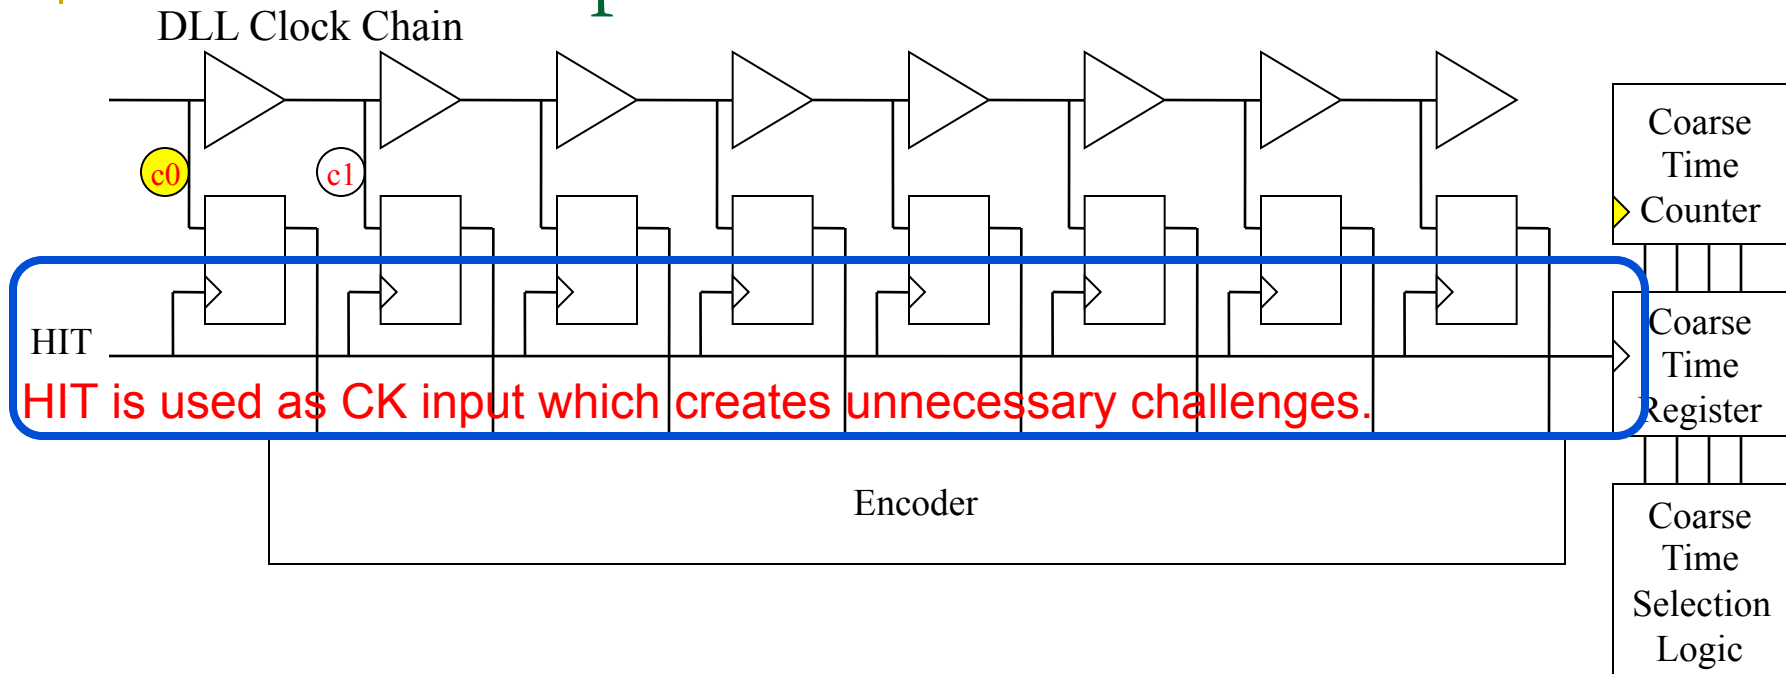 DLL Clock Chain
c0
c1
Coarse
Time
Counter
HIT
Coarse
Time
Register
HIT is used as CK input which creates unnecessary challenges.
Encoder
Coarse
Time
Selection
Logic